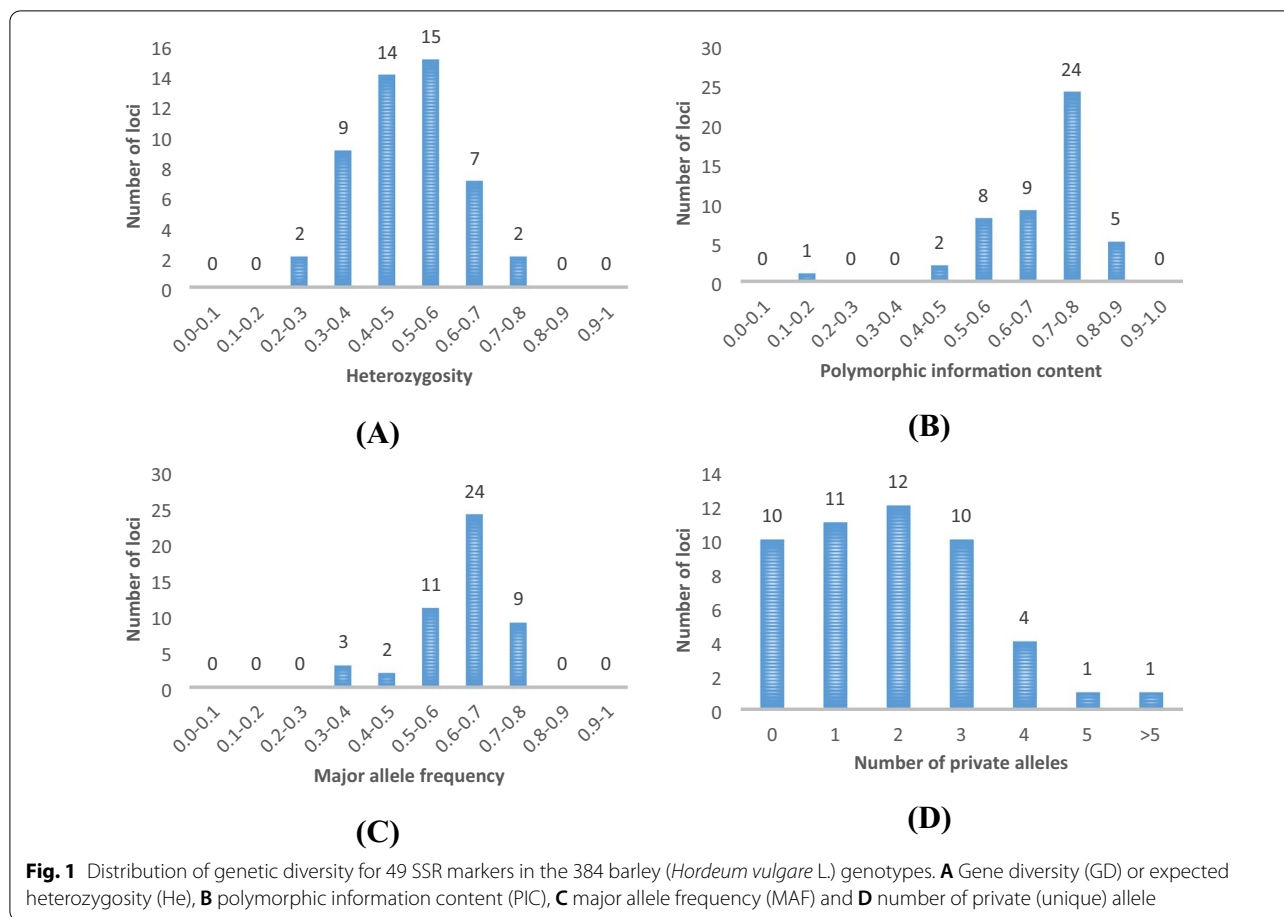 16
14
12
10
8
6
4
2
0
Number of loci
0 0 2 9 14 15 7 2 0 0
0.0-0.1 0.1-0.2 0.2-0.3 0.3-0.4 0.4-0.5 0.5-0.6 0.6-0.7 0.7-0.8 0.8-0.9 0.9-1
Heterozygosity
(A)
30
25
20
15
10
5
0
Number of loci
0 1 0 0 2 8 9 24 5 0
0.0-0.1 0.1-0.2 0.2-0.3 0.3-0.4 0.4-0.5 0.5-0.6 0.6-0.7 0.7-0.8 0.8-0.9 0.9-1.0
Polymorphic information content
(B)
30
25
20
15
10
5
0
Number of loci
0 0 0 3 2 11 24 9 0 0
0.0-0.1 0.1-0.2 0.2-0.3 0.3-0.4 0.4-0.5 0.5-0.6 0.6-0.7 0.7-0.8 0.8-0.9 0.9-1
Major allele frequency
(C)
14
12
10
8
6
4
2
0
Number of loci
10 11 12 10 4 1 1
0 1 2 3 4 5 >5
Number of private alleles
(D)
Fig. 1 Distribution of genetic diversity for 49 SSR markers in the 384 barley (Hordeum vulgare L.) genotypes. A Gene diversity (GD) or expected
heterozygosity (He), B polymorphic information content (PIC), C major allele frequency (MAF) and D number of private (unique) allele